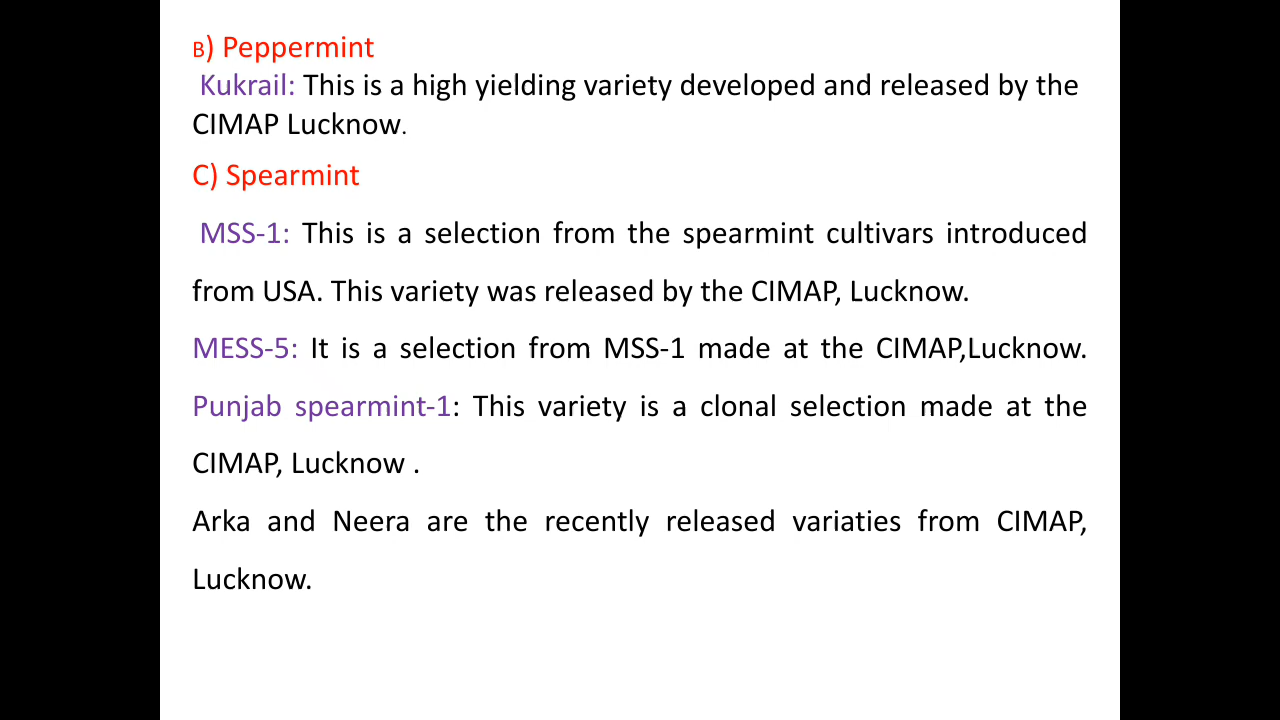 B) Peppermint
Kukrail: This is a high yielding variety developed and released by the
CIMAP Lucknow.
C) Spearmint
MSS-1: This is a selection from the spearmint cultivars introduced
from USA. This variety was released by the CIMAP, Lucknow.
MESS-5: It is a selection from MSS-1 made at the CIMAP,Lucknow.
Punjab spearmint-1: This variety is a clonal selection made at the
CIMAP, Lucknow .
Arka and Neera are the recently released variaties from CIMAP,
Lucknow.